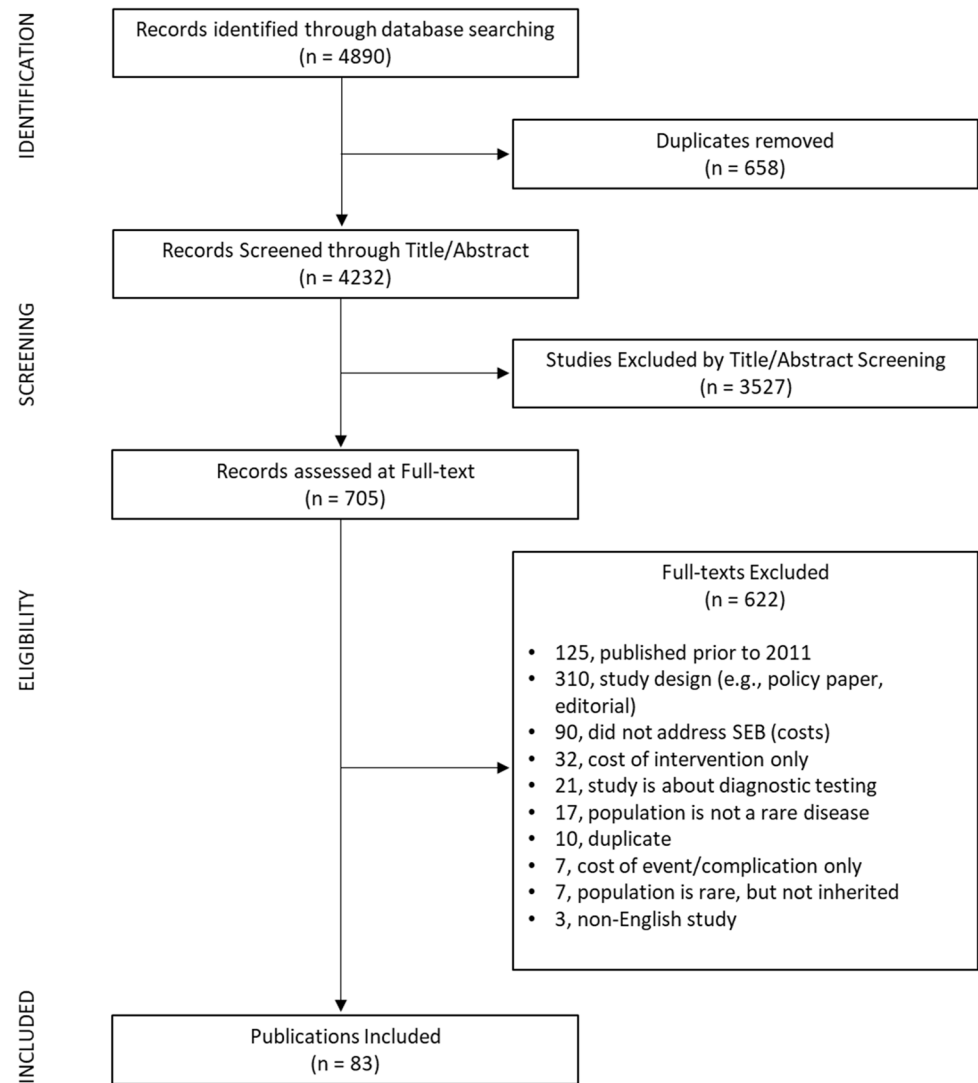 IDENTIFICATION
Records identified through database searching
(n = 4890)
Duplicates removed
(n = 658)
Records Screened through Title/Abstract
(n = 4232)
SCREENING
Studies Excluded by Title/Abstract Screening
(n = 3527)
Records assessed at Full-text
(n = 705)
ELIGIBILITY
Full-texts Excluded
(n = 622)
• 125, published prior to 2011
• 310, study design (e.g., policy paper,
editorial)
• 90, did not address SEB (costs)
• 32, cost of intervention only
• 21, study is about diagnostic testing
• 17, population is not a rare disease
• 10, duplicate
• 7, cost of event/complication only
• 7, population is rare, but not inherited
• 3, non-English study
INCLUDED
Publications Included
(n = 83)